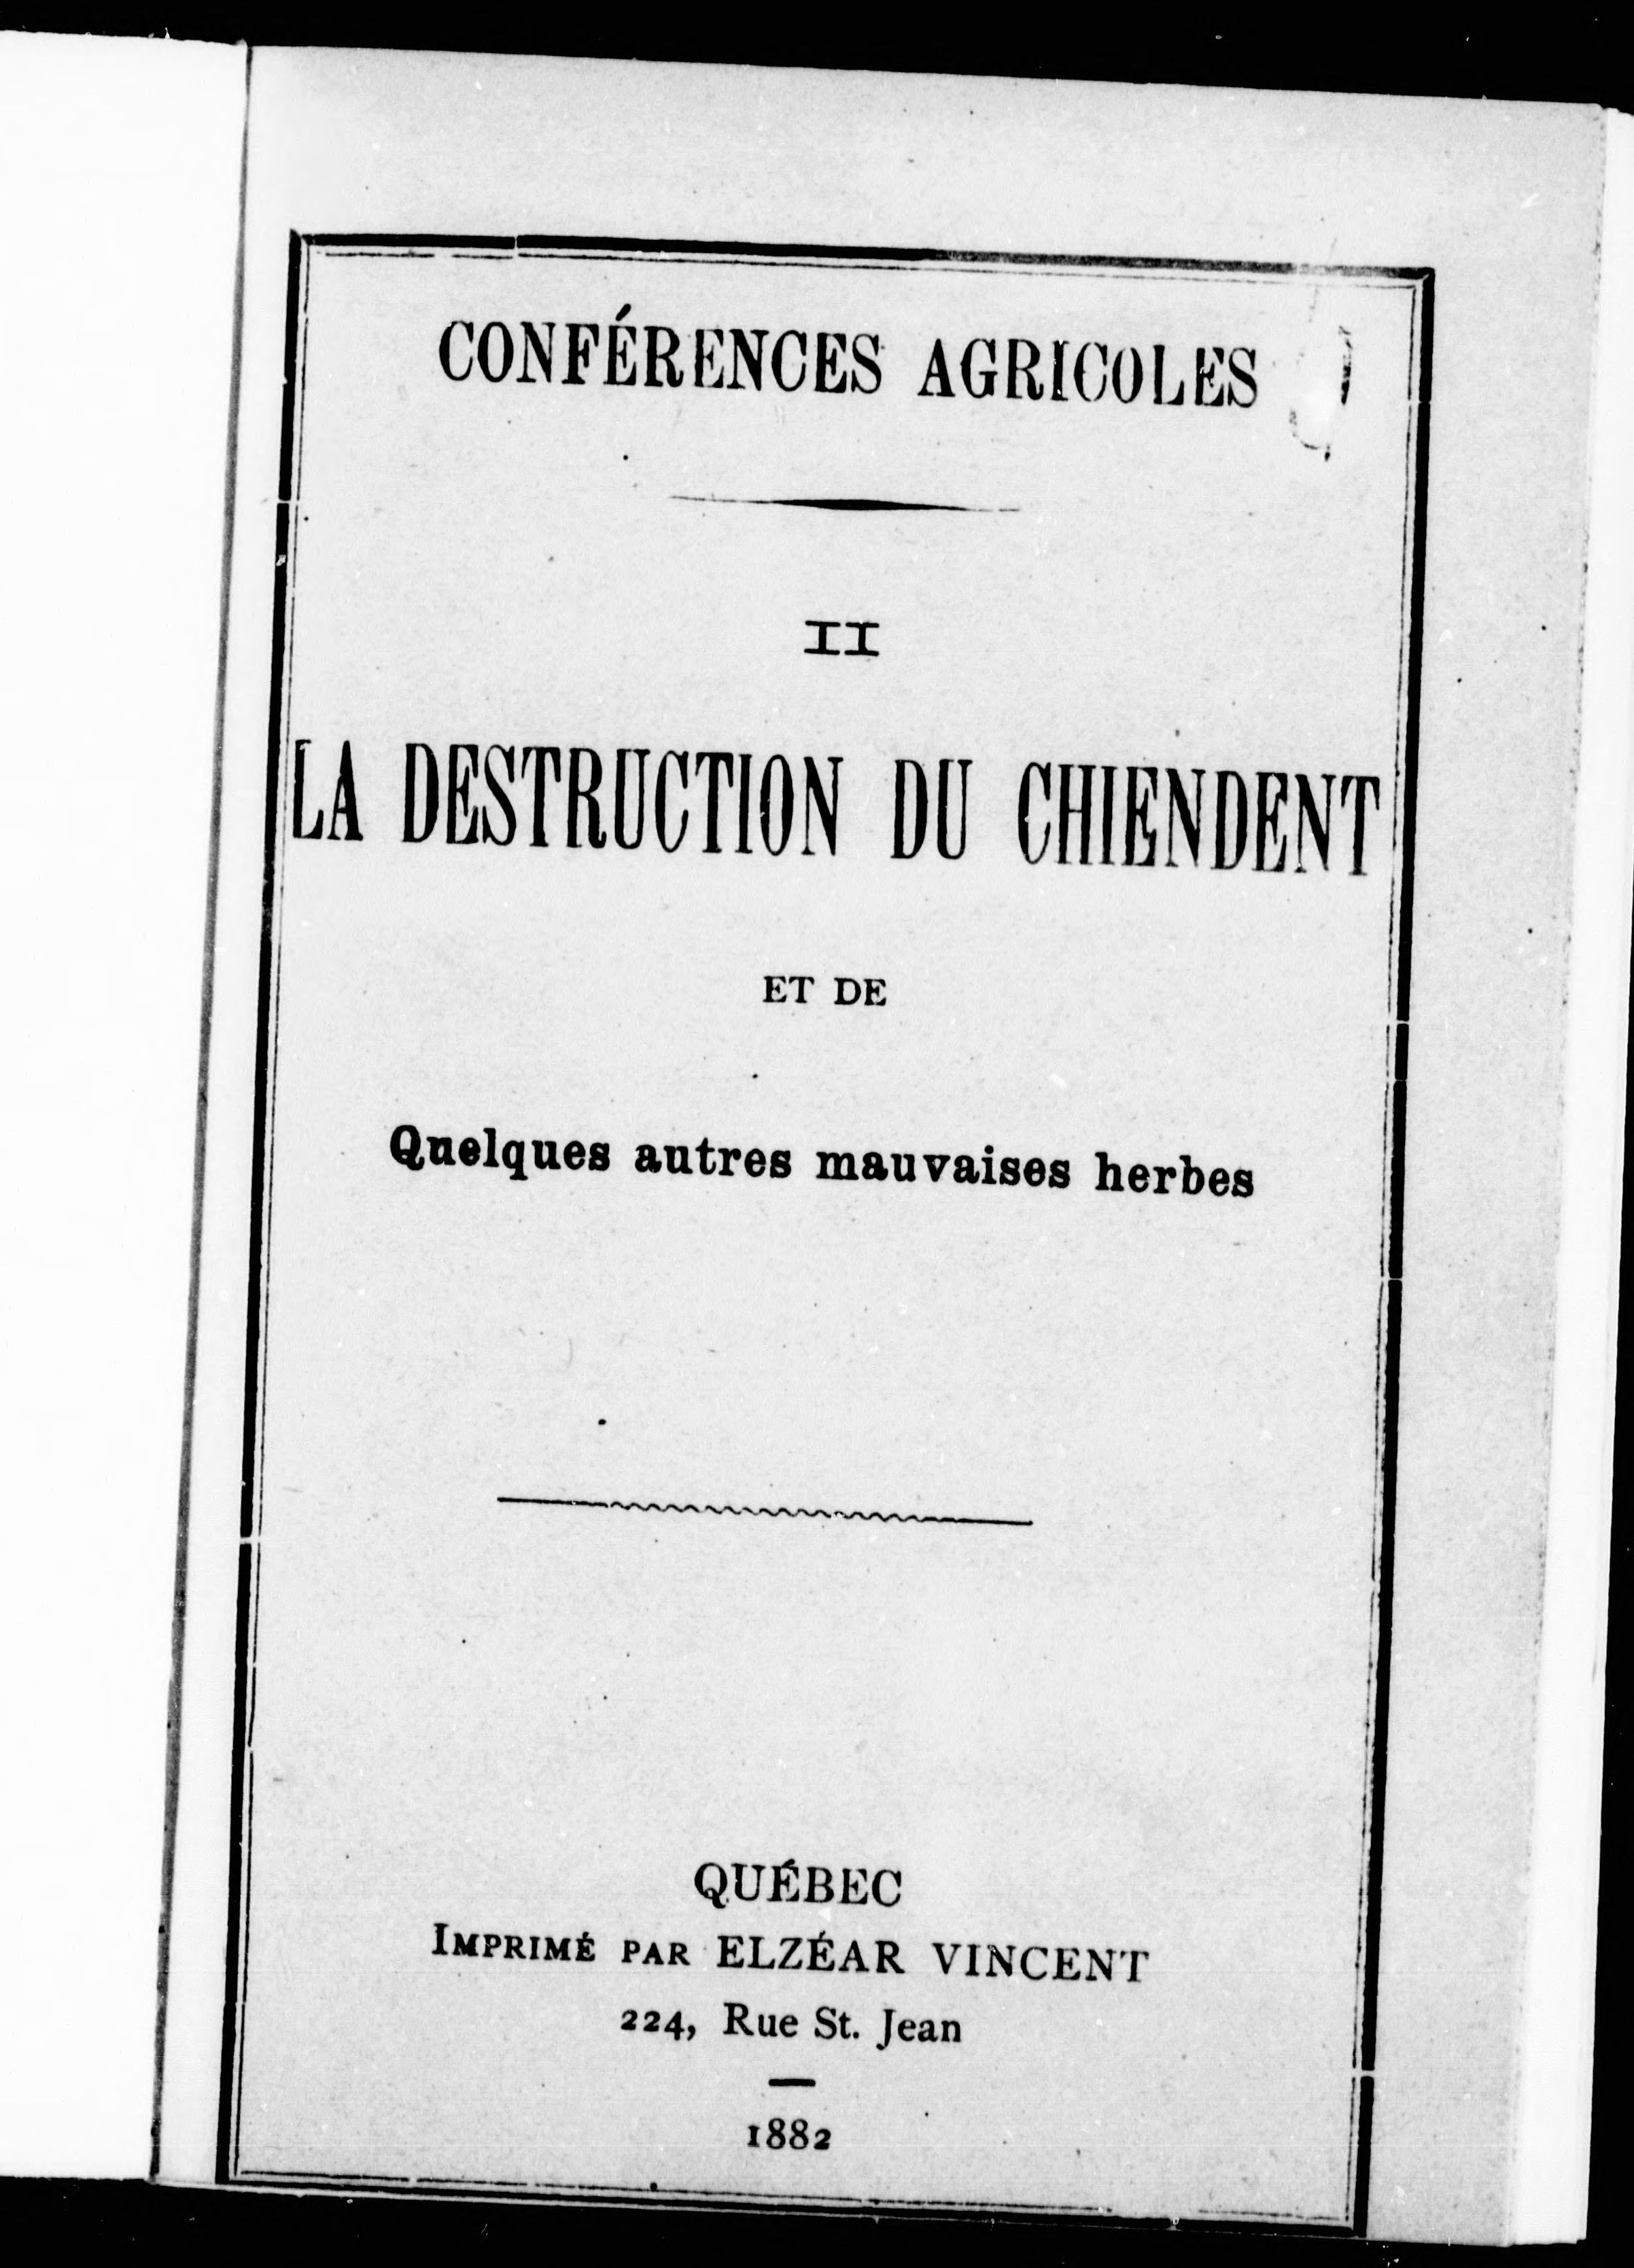 CONFÉRENCES AGRICOLES
II
LA DESTRUCTION DU CHIENDENT
ET DE
Quelques autres mauvaises herbes
QUÉBEC
IMPRIMÉ PAR ELZÉAR VINCENT
224, Rue St. Jean
1882